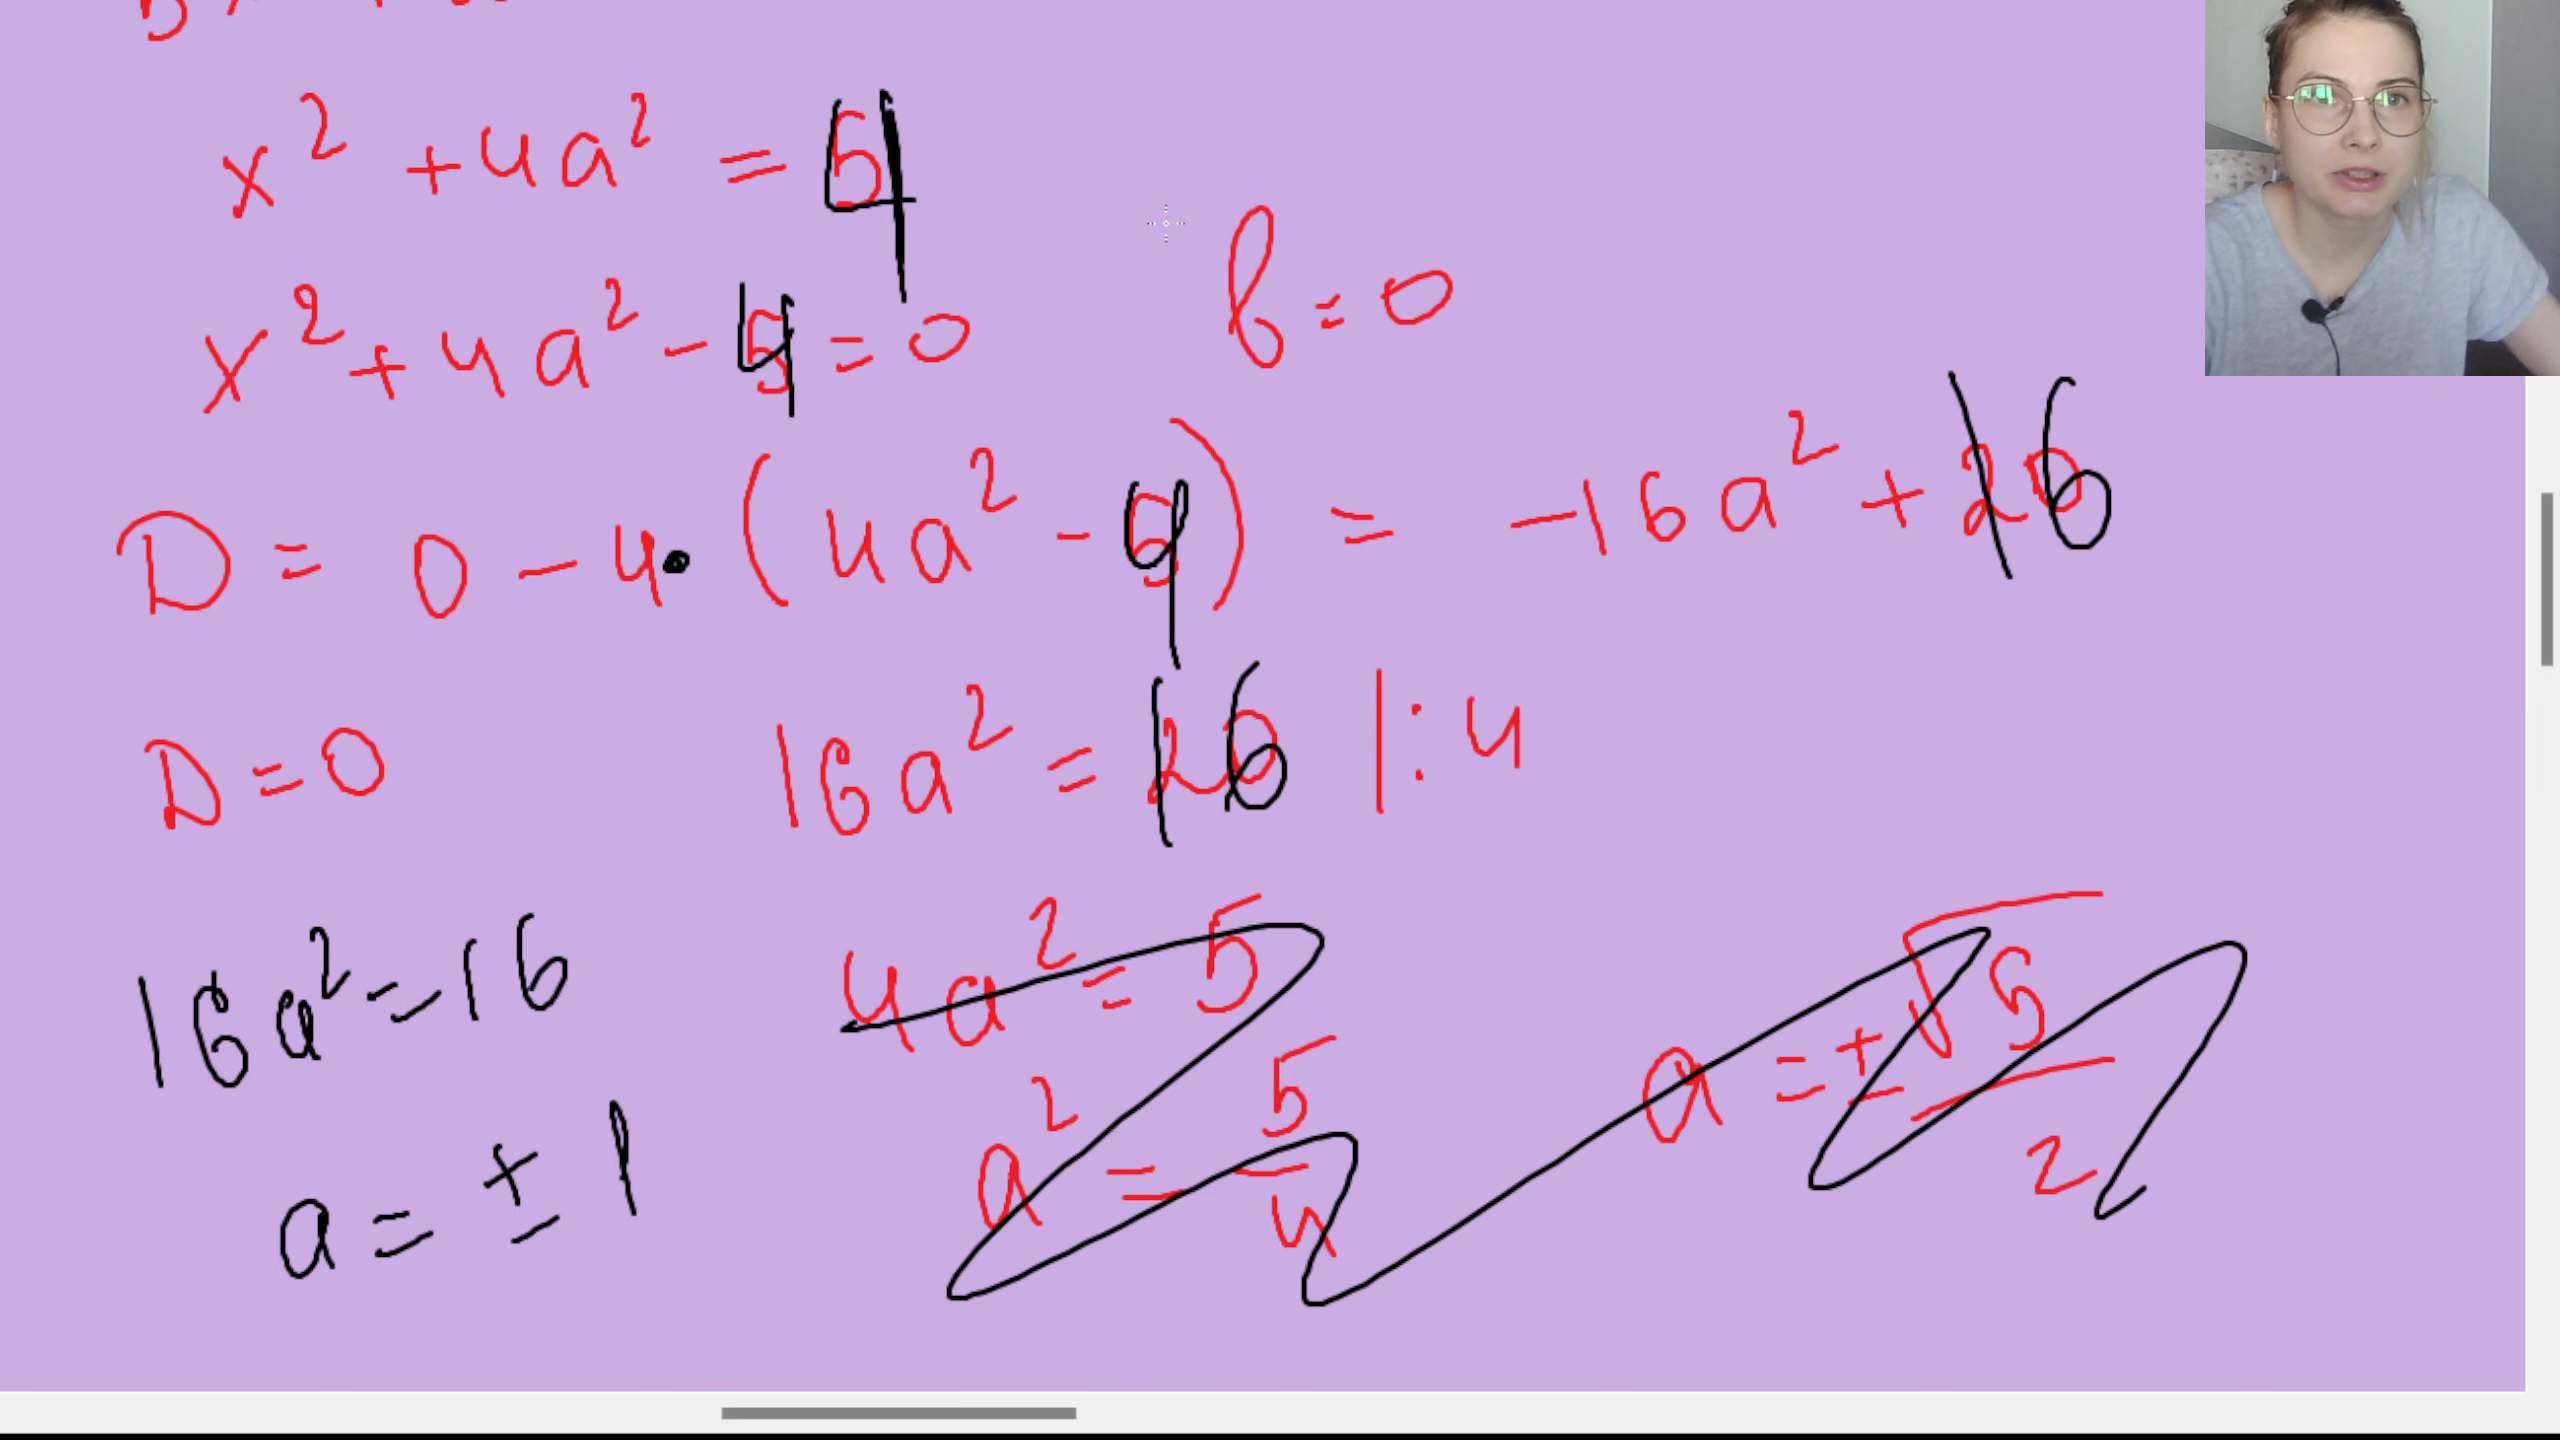 x² + 4a² = 4
x² + 4a² - 4 = 0
b = 0
D = 0 - 4 · (4a² - 4) = -16a² + 16
D = 0
16a² = 16 | : 4
16a² = 16
4a² = 5
a = ± √5 / 2
a = ± 1
a² = 5/4